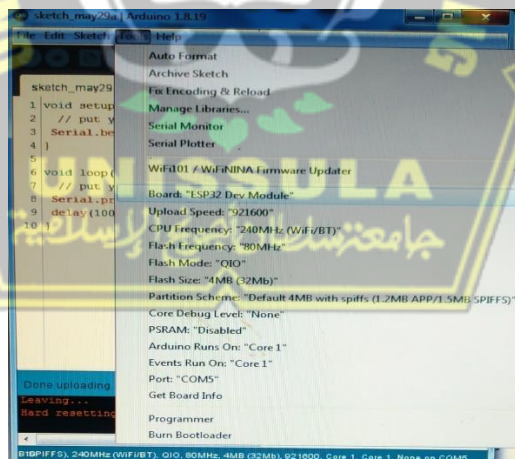 sketch_may29a | Arduino 1.8.19
File Edit Sketch Tools Help
sketch_may29
Auto Format
Archive Sketch
Fix Encoding & Reload
Manage Libraries...
Serial Monitor
Serial Plotter
WiFi101 / WiFiNINA Firmware Updater
Board: "ESP32 Dev Module"
Upload Speed: "921600"
CPU Frequency: "240MHz (WiFi/BT)"
Flash Frequency: "80MHz"
Flash Mode: "QIO"
Flash Size: "4MB (32Mb)"
Partition Scheme: "Default 4MB with spiffs (1.2MB APP/1.5MB SPIFFS)"
Core Debug Level: "None"
PSRAM: "Disabled"
Arduino Runs On: "Core 1"
Events Run On: "Core 1"
Port: "COM5"
Get Board Info
Programmer
Burn Bootloader
1 void setup
2 // put y
3 Serial.be
4 }
5
6 void loop(
7 // put y
8 Serial.pr
9 delay(100
10 }
Done uploading
Leaving...
Hard resetting
SPIFFS), 240MHz (WiFi/BT), QIO, 80MHz, 4MB (32Mb), 921600, Core 1, Core 1, None on COM5
UNISSULA